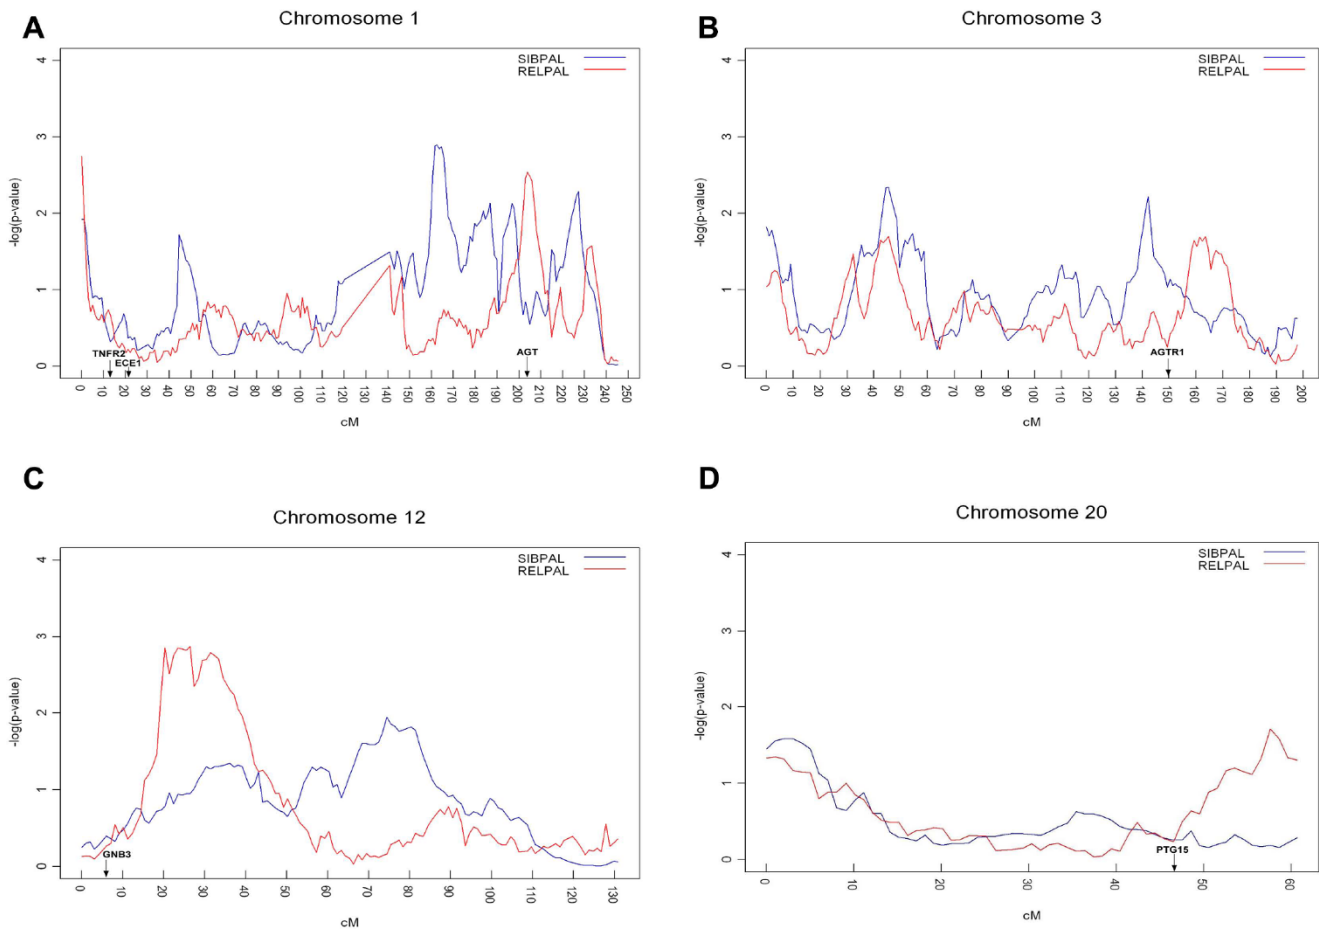 A
Chromosome 1
SIBPAL
RELPAL
-log(p-value)
4
3
2
1
0
TNFR2
ECE1
AGT
0 10 20 30 40 50 60 70 80 90 100 110 120 130 140 150 160 170 180 190 200 210 220 230 240 250
cM
B
Chromosome 3
SIBPAL
RELPAL
-log(p-value)
4
3
2
1
0
AGTR1
0 10 20 30 40 50 60 70 80 90 100 110 120 130 140 150 160 170 180 190 200
cM
C
Chromosome 12
SIBPAL
RELPAL
-log(p-value)
4
3
2
1
0
GNB3
0 10 20 30 40 50 60 70 80 90 100 110 120 130
cM
D
Chromosome 20
SIBPAL
RELPAL
-log(p-value)
4
3
2
1
0
PTG15
0 10 20 30 40 50 60
cM